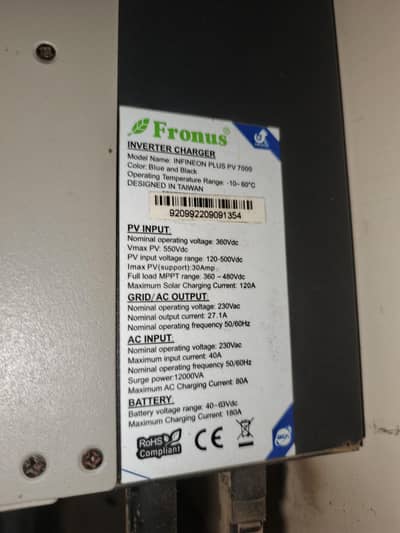 Fronus®
INVERTER CHARGER
Model Name: INFINEON PLUS PV 7000
Color: Blue and Black
Operating Temperature Range: -10~ 60°C
DESIGNED IN TAIWAN
920992209091354
PV INPUT
Nominal operating voltage: 360Vdc
Vmax PV: 550Vdc
PV input voltage range: 120-500Vdc
Imax PV(support):30Amp
Full load MPPT range: 360 ~ 480Vdc
Maximum Solar Charging Current: 120A
GRID/AC OUTPUT
Nominal operating voltage: 230Vac
Nominal output current: 27.1A
Nominal operating frequency 50/60Hz
AC INPUT
Nominal operating voltage: 230Vac
Maximum input current: 40A
Nominal operating frequency 50/60Hz
Surge power:12000VA
Maximum AC Charging Current: 80A
BATTERY
Battery voltage range: 40~63Vdc
Maximum Charging Current: 180A
RoHS
Compliant
CE